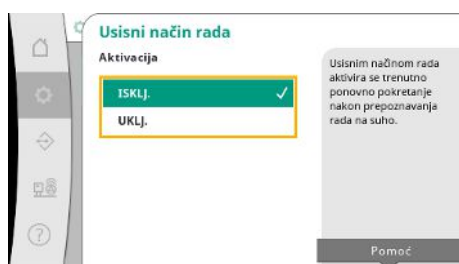 Usisni način rada
Aktivacija
ISKLJ.
UKLJ.
Usisnim načinom rada
aktivira se trenutno
ponovno pokretanje
nakon prepoznavanja
rada na suho.
Pomoć